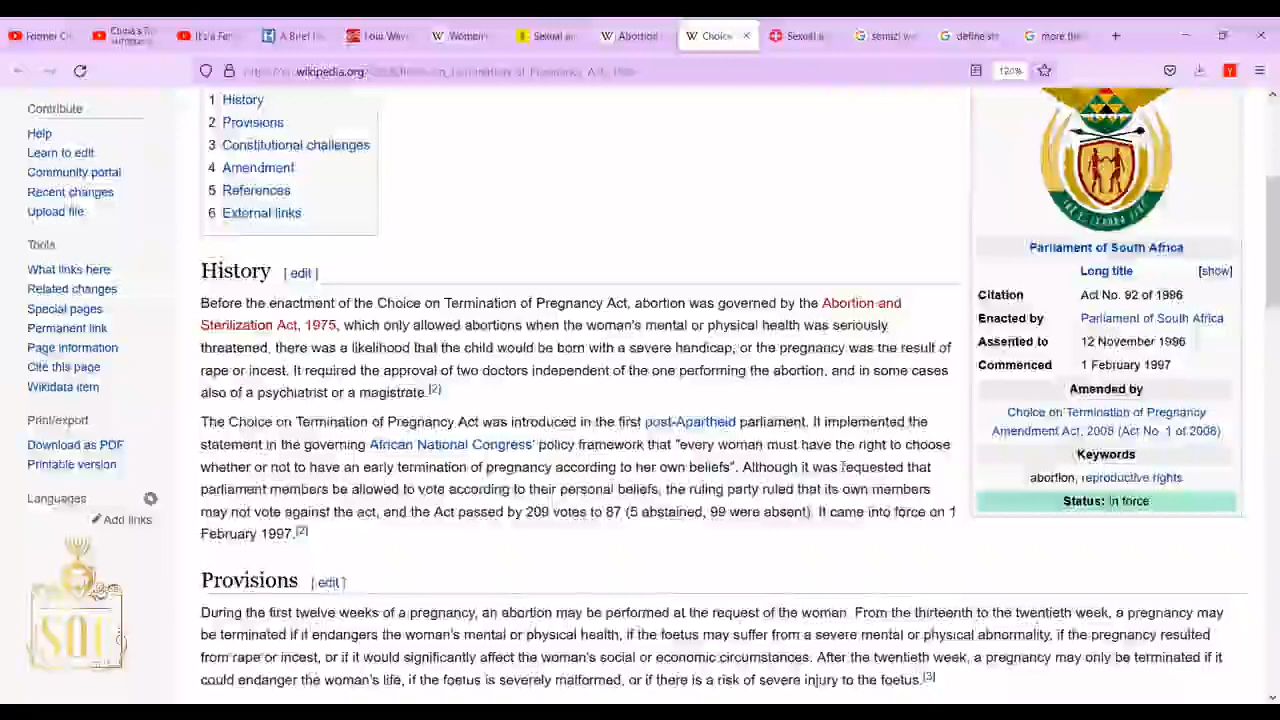 Former C
China's To
It's a Far
A Brief H
Four Wav
Women'
Sexual an
Abortion
Choice
Sexual a
define str
more the
wikipedia.org
120%
Contribute
Help
Learn to edit
Community portal
Recent changes
Upload file
Tools
What links here
Related changes
Special pages
Permanent link
Page information
Cite this page
Wikidata item
Print/export
Download as PDF
Printable version
Languages
Add links
SOF
1 History
2 Provisions
3 Constitutional challenges
4 Amendment
5 References
6 External links
History [ edit ]
Before the enactment of the Choice on Termination of Pregnancy Act, abortion was governed by the Abortion and
Sterilization Act, 1975, which only allowed abortions when the woman's mental or physical health was seriously
threatened, there was a likelihood that the child would be born with a severe handicap, or the pregnancy was the result of
rape or incest. It required the approval of two doctors independent of the one performing the abortion, and in some cases
also of a psychiatrist or a magistrate.[2]
The Choice on Termination of Pregnancy Act was introduced in the first post-Apartheid parliament. It implemented the
statement in the governing African National Congress' policy framework that "every woman must have the right to choose
whether or not to have an early termination of pregnancy according to her own beliefs". Although it was requested that
parliament members be allowed to vote according to their personal beliefs, the ruling party ruled that its own members
may not vote against the act, and the Act passed by 209 votes to 87 (5 abstained, 99 were absent). It came into force on 1
February 1997.[2]
Provisions [ edit ]
During the first twelve weeks of a pregnancy, an abortion may be performed at the request of the woman. From the thirteenth to the twentieth week, a pregnancy may
be terminated if it endangers the woman's mental or physical health, if the foetus may suffer from a severe mental or physical abnormality, if the pregnancy resulted
from rape or incest, or if it would significantly affect the woman's social or economic circumstances. After the twentieth week, a pregnancy may only be terminated if it
could endanger the woman's life, if the foetus is severely malformed, or if there is a risk of severe injury to the foetus.[3]
Parliament of South Africa
Long title [show]
Citation Act No. 92 of 1996
Enacted by Parliament of South Africa
Assented to 12 November 1996
Commenced 1 February 1997
Amended by
Choice on Termination of Pregnancy
Amendment Act, 2008 (Act No. 1 of 2008)
Keywords
abortion, reproductive rights
Status: In force